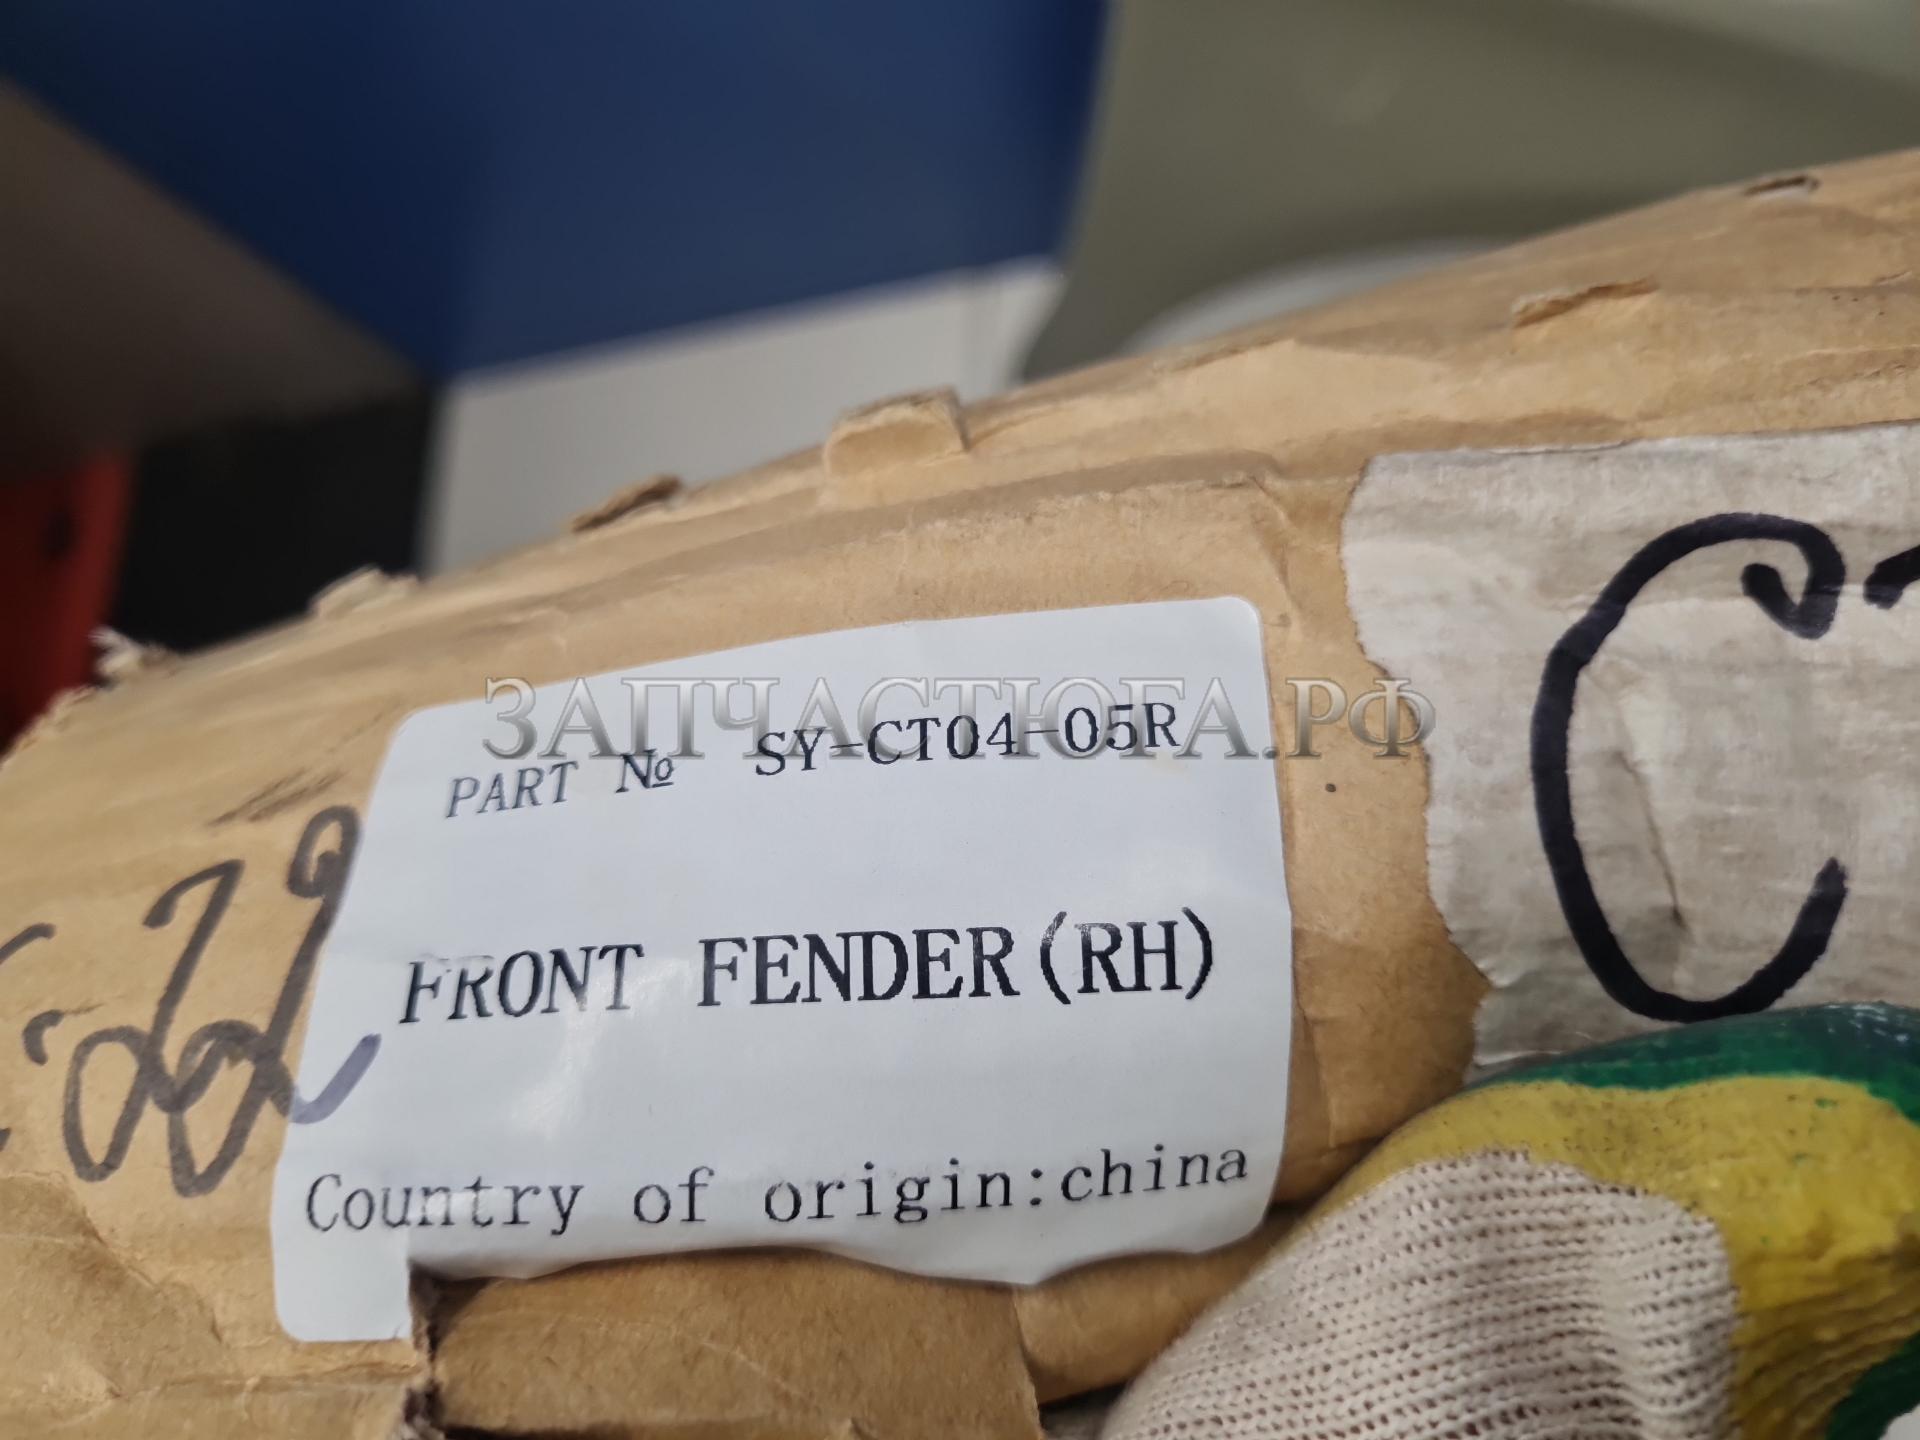 ЗАПЧАСТЮГА.РФ
PART № SY-CT04-05R
FRONT FENDER(RH)
Country of origin:china
C